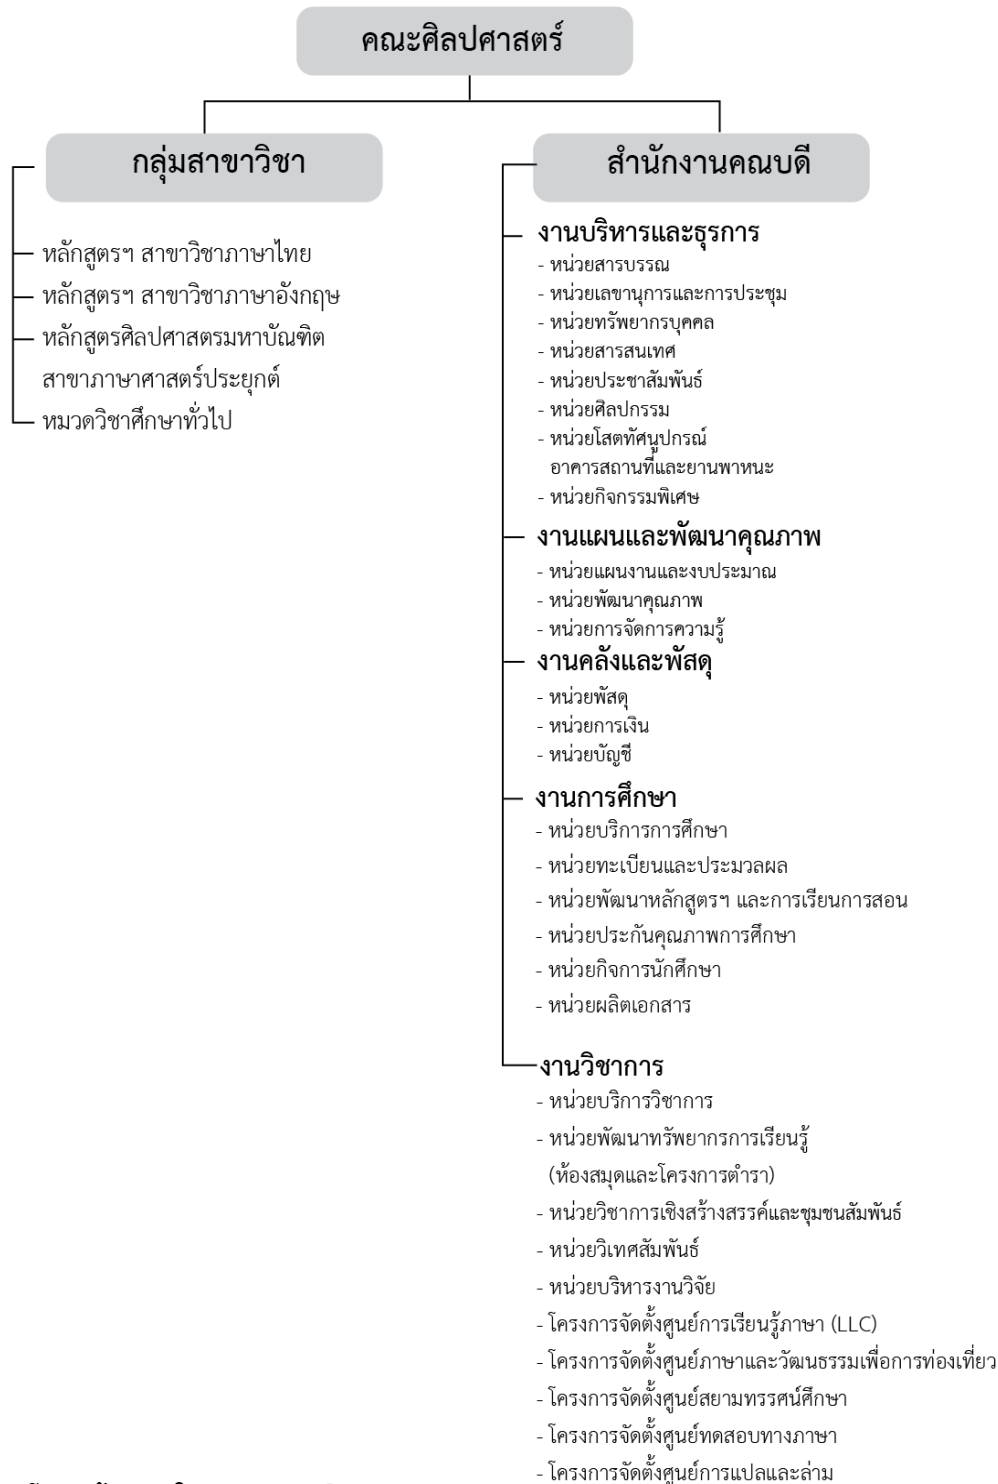 คณะศิลปศาสตร์
กลุ่มสาขาวิชา
หลักสูตรฯ สาขาวิชาภาษาไทย
หลักสูตรฯ สาขาวิชาภาษาอังกฤษ
หลักสูตรศิลปศาสตรมหาบัณฑิต
สาขาภาษาศาสตร์ประยุกต์
หมวดวิชาศึกษาทั่วไป
สำนักงานคณบดี
งานบริหารและธุรการ
- หน่วยสารบรรณ
- หน่วยเลขานุการและการประชุม
- หน่วยทรัพยากรบุคคล
- หน่วยสารสนเทศ
- หน่วยประชาสัมพันธ์
- หน่วยศิลปกรรม
- หน่วยโสตทัศนูปกรณ์
อาคารสถานที่และยานพาหนะ
- หน่วยกิจกรรมพิเศษ
งานแผนและพัฒนาคุณภาพ
- หน่วยแผนงานและงบประมาณ
- หน่วยพัฒนาคุณภาพ
- หน่วยการจัดการความรู้
งานคลังและพัสดุ
- หน่วยพัสดุ
- หน่วยการเงิน
- หน่วยบัญชี
งานการศึกษา
- หน่วยบริการการศึกษา
- หน่วยทะเบียนและประมวลผล
- หน่วยพัฒนาหลักสูตรฯ และการเรียนการสอน
- หน่วยประกันคุณภาพการศึกษา
- หน่วยกิจการนักศึกษา
- หน่วยผลิตเอกสาร
งานวิชาการ
- หน่วยบริการวิชาการ
- หน่วยพัฒนาทรัพยากรการเรียนรู้
(ห้องสมุดและโครงการตำรา)
- หน่วยวิชาการเชิงสร้างสรรค์และชุมชนสัมพันธ์
- หน่วยวิเทศสัมพันธ์
- หน่วยบริหารงานวิจัย
- โครงการจัดตั้งศูนย์การเรียนรู้ภาษา (LLC)
- โครงการจัดตั้งศูนย์ภาษาและวัฒนธรรมเพื่อการท่องเที่ยว
- โครงการจัดตั้งศูนย์สยามทรรศน์ศึกษา
- โครงการจัดตั้งศูนย์ทดสอบทางภาษา
- โครงการจัดตั้งศูนย์การแปลและล่าม